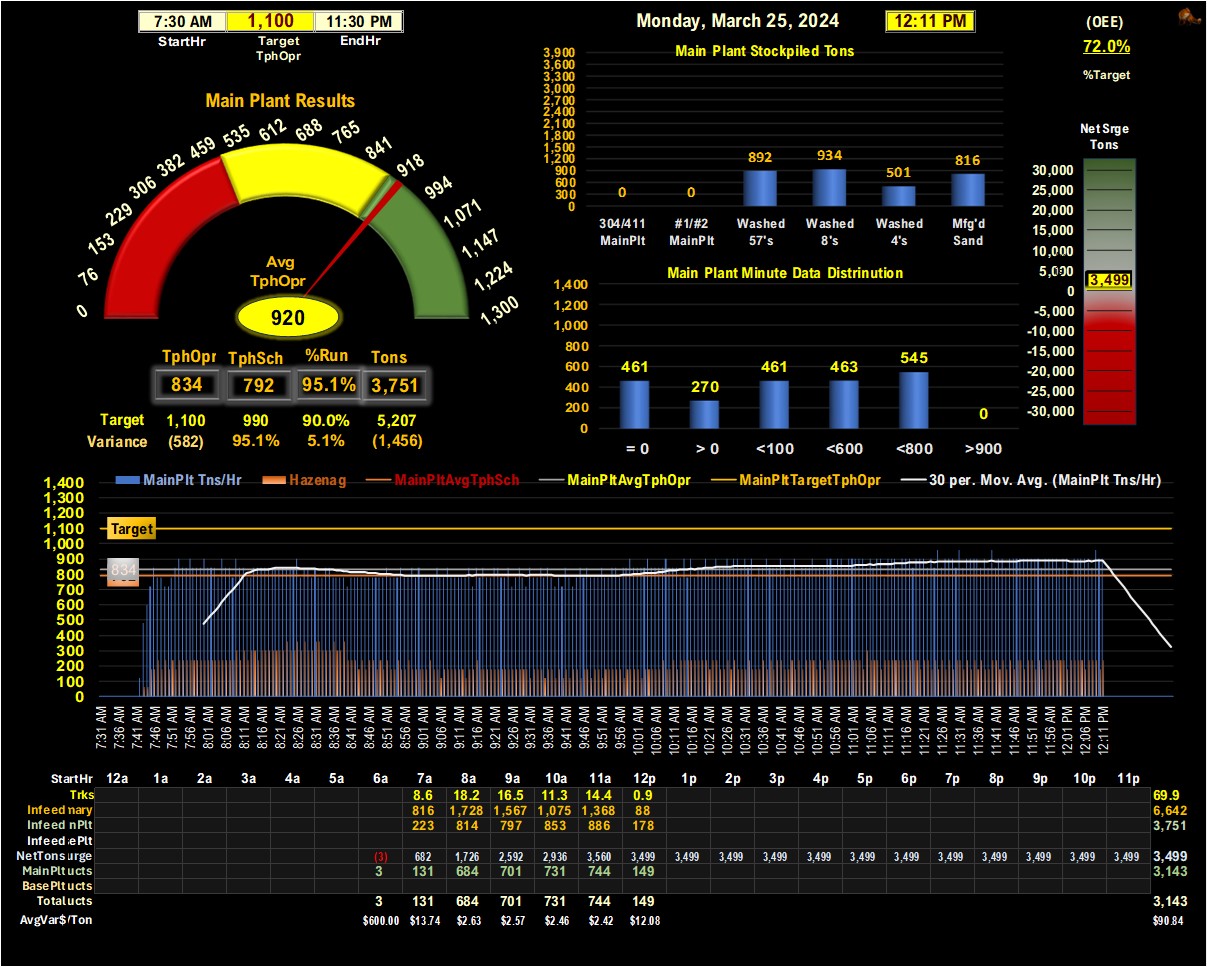 7:30 AM 1,100 11:30 PM
StartHr Target TphOpr EndHr
Monday, March 25, 2024 12:11 PM
(OEE)
72.0%
%Target
Main Plant Results
0 76 153 229 306 382 459 535 612 688 765 841 918 994 1,071 1,147 1,224 1,300
Avg
TphOpr
920
TphOpr TphSch %Run Tons
834 792 95.1% 3,751
Target 1,100 990 90.0% 5,207
Variance (582) 95.1% 5.1% (1,456)
Main Plant Stockpiled Tons
3,900
3,600
3,300
3,000
2,700
2,400
2,100
1,800
1,500
1,200
900
600
300
0
0 0 892 934 501 816
304/411 #1/#2 Washed Washed Washed Mfg'd
MainPlt MainPlt 57's 8's 4's Sand
Main Plant Minute Data Distrinution
1,400
1,200
1,000
800
600
400
200
0
461 270 461 463 545 0
= 0 > 0 <100 <600 <800 >900
Net Srge
Tons
30,000
25,000
20,000
15,000
10,000
5,000
3,499
0
-5,000
-10,000
-15,000
-20,000
-25,000
-30,000
MainPlt Tns/Hr Hazenag MainPltAvgTphSch MainPltAvgTphOpr MainPltTargetTphOpr 30 per. Mov. Avg. (MainPlt Tns/Hr)
1,400
1,300
1,200
1,100
1,000
900
800
700
600
500
400
300
200
100
0
Target
834
7:31 AM 7:36 AM 7:41 AM 7:46 AM 7:51 AM 7:56 AM 8:01 AM 8:06 AM 8:11 AM 8:16 AM 8:21 AM 8:26 AM 8:31 AM 8:36 AM 8:41 AM 8:46 AM 8:51 AM 8:56 AM 9:01 AM 9:06 AM 9:11 AM 9:16 AM 9:21 AM 9:26 AM 9:31 AM 9:36 AM 9:41 AM 9:46 AM 9:51 AM 9:56 AM 10:01 AM 10:06 AM 10:11 AM 10:16 AM 10:21 AM 10:26 AM 10:31 AM 10:36 AM 10:41 AM 10:46 AM 10:51 AM 10:56 AM 11:01 AM 11:06 AM 11:11 AM 11:16 AM 11:21 AM 11:26 AM 11:31 AM 11:36 AM 11:41 AM 11:46 AM 11:51 AM 11:56 AM 12:01 PM 12:06 PM 12:11 PM
StartHr 12a 1a 2a 3a 4a 5a 6a 7a 8a 9a 10a 11a 12p 1p 2p 3p 4p 5p 6p 7p 8p 9p 10p 11p
Trks 8.6 18.2 16.5 11.3 14.4 0.9 69.9
Infeed nary 816 1,728 1,567 1,075 1,368 88 6,642
Infeed nPlt 223 814 797 853 886 178 3,751
Infeed ePlt
NetTons urge (3) 682 1,726 2,592 2,936 3,560 3,499 3,499 3,499 3,499 3,499 3,499 3,499 3,499 3,499 3,499 3,499 3,499 3,499
MainPlt ucts 3 131 684 701 731 744 149 3,143
BasePlt ucts
Total ucts 3 131 684 701 731 744 149 3,143
AvgVar$/Ton $600.00 $13.74 $2.63 $2.57 $2.46 $2.42 $12.08 $90.84